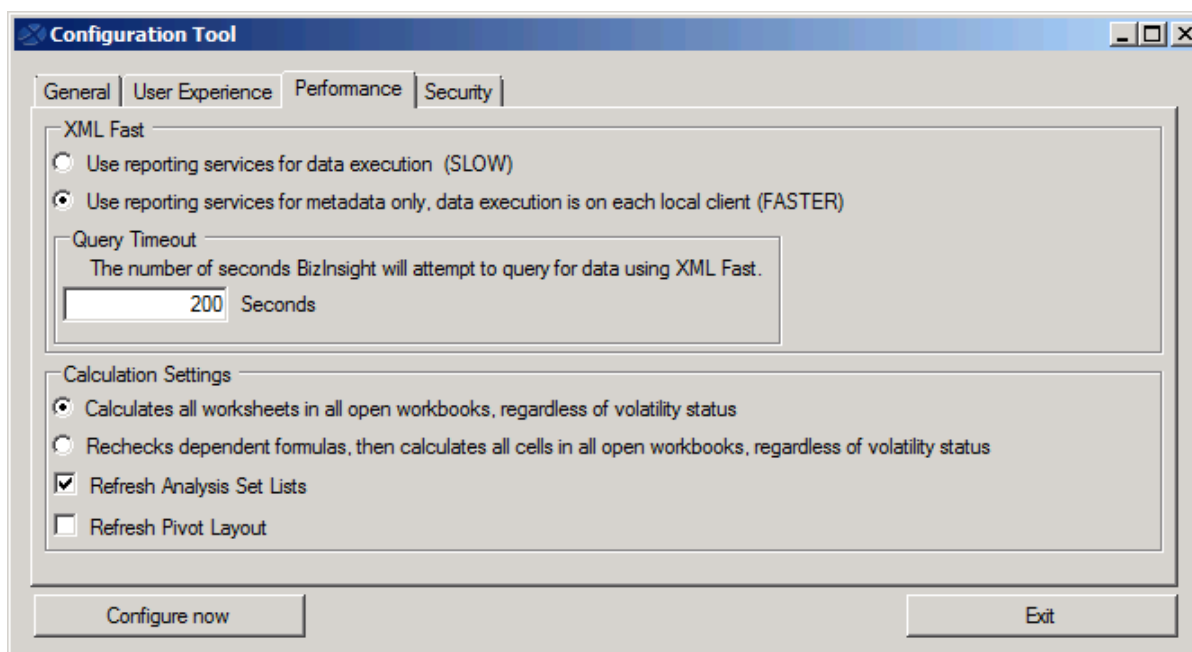 Configuration Tool
General User Experience Performance Security
XML Fast
Use reporting services for data execution (SLOW)
Use reporting services for metadata only, data execution is on each local client (FASTER)
Query Timeout
The number of seconds BizInsight will attempt to query for data using XML Fast.
200 Seconds
Calculation Settings
Calculates all worksheets in all open workbooks, regardless of volatility status
Rechecks dependent formulas, then calculates all cells in all open workbooks, regardless of volatility status
Refresh Analysis Set Lists
Refresh Pivot Layout
Configure now Exit